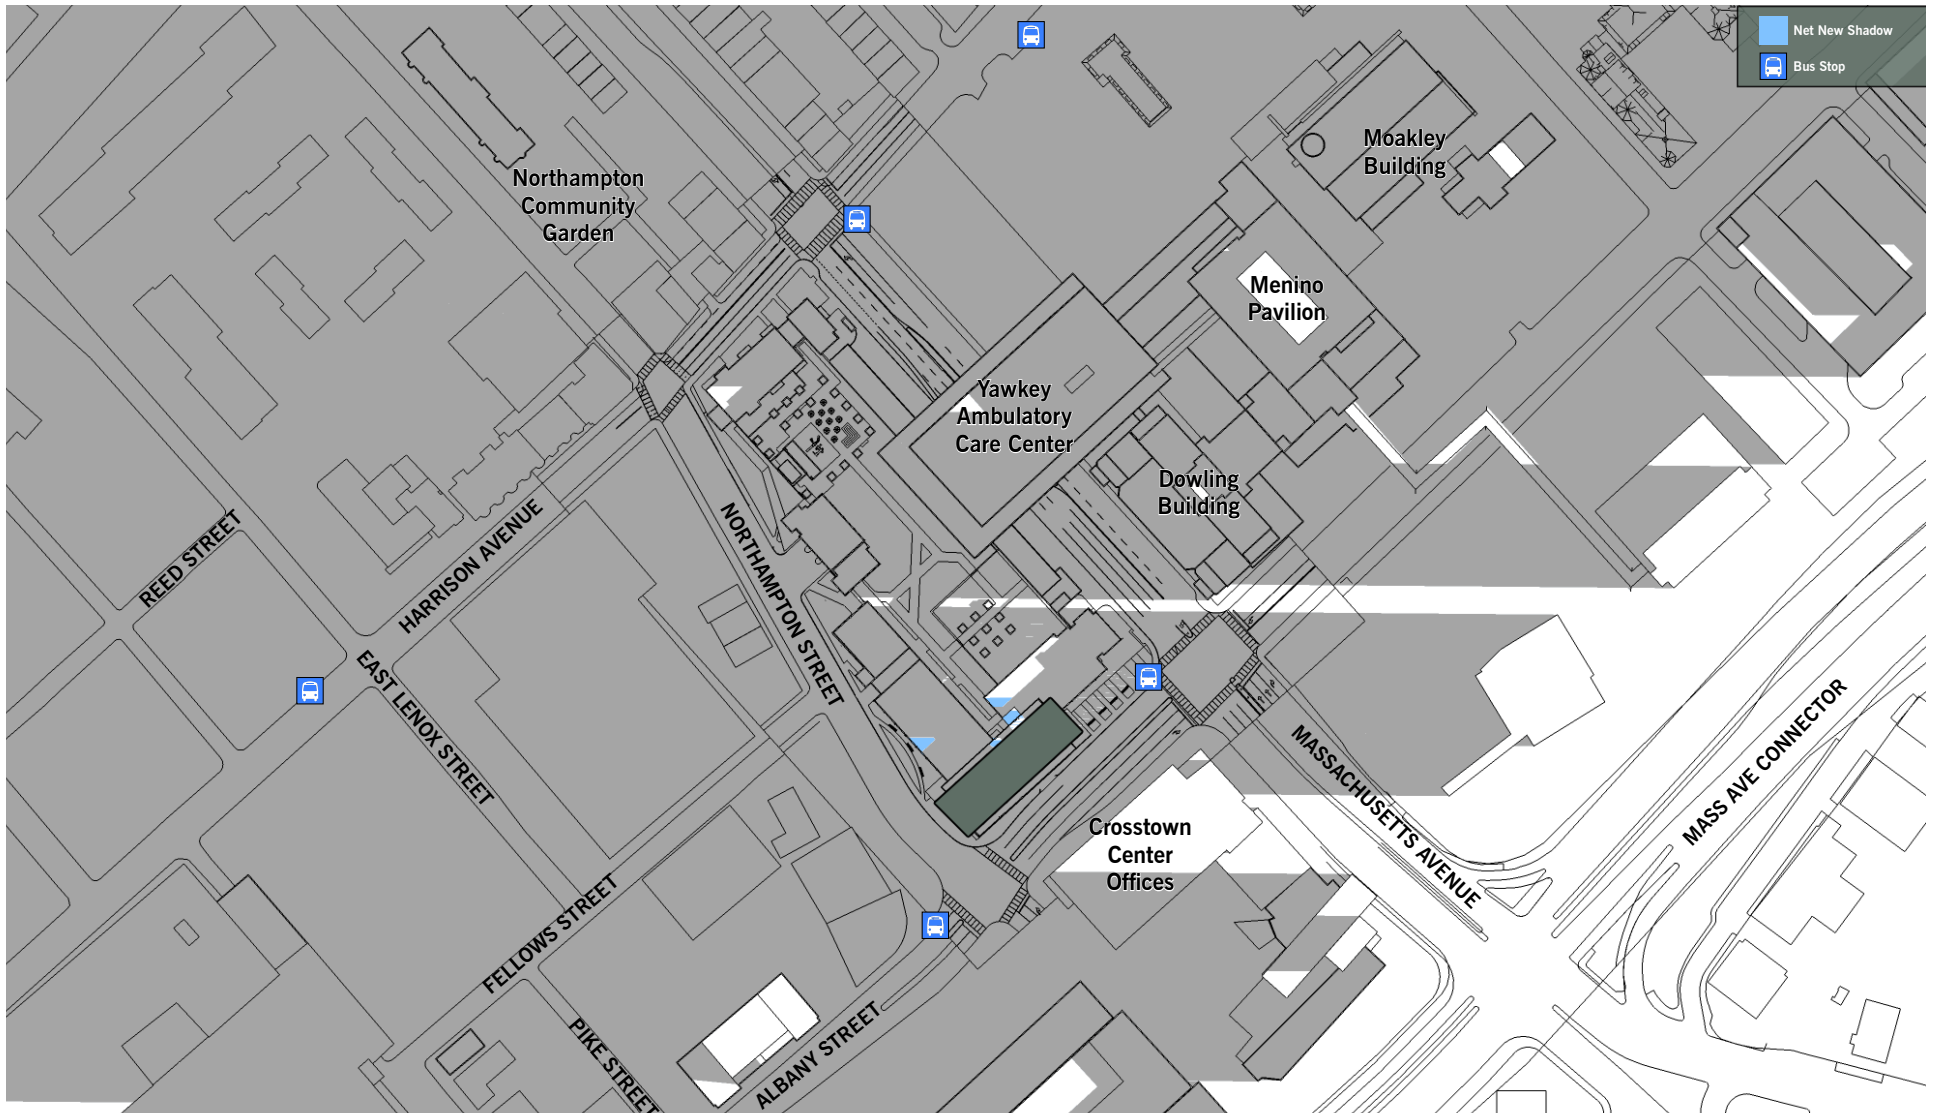 Net New Shadow
Bus Stop
Moakley
Building
Northampton
Community
Garden
Menino
Pavilion
Yawkey
Ambulatory
Care Center
Dowling
Building
REED STREET
HARRISON AVENUE
NORTHAMPTON STREET
EAST LENOX STREET
MASSACHUSETTS AVENUE
MASS AVE CONNECTOR
Crosstown
Center
Offices
FELLOWS STREET
PIKE STREET
ALBANY STREET